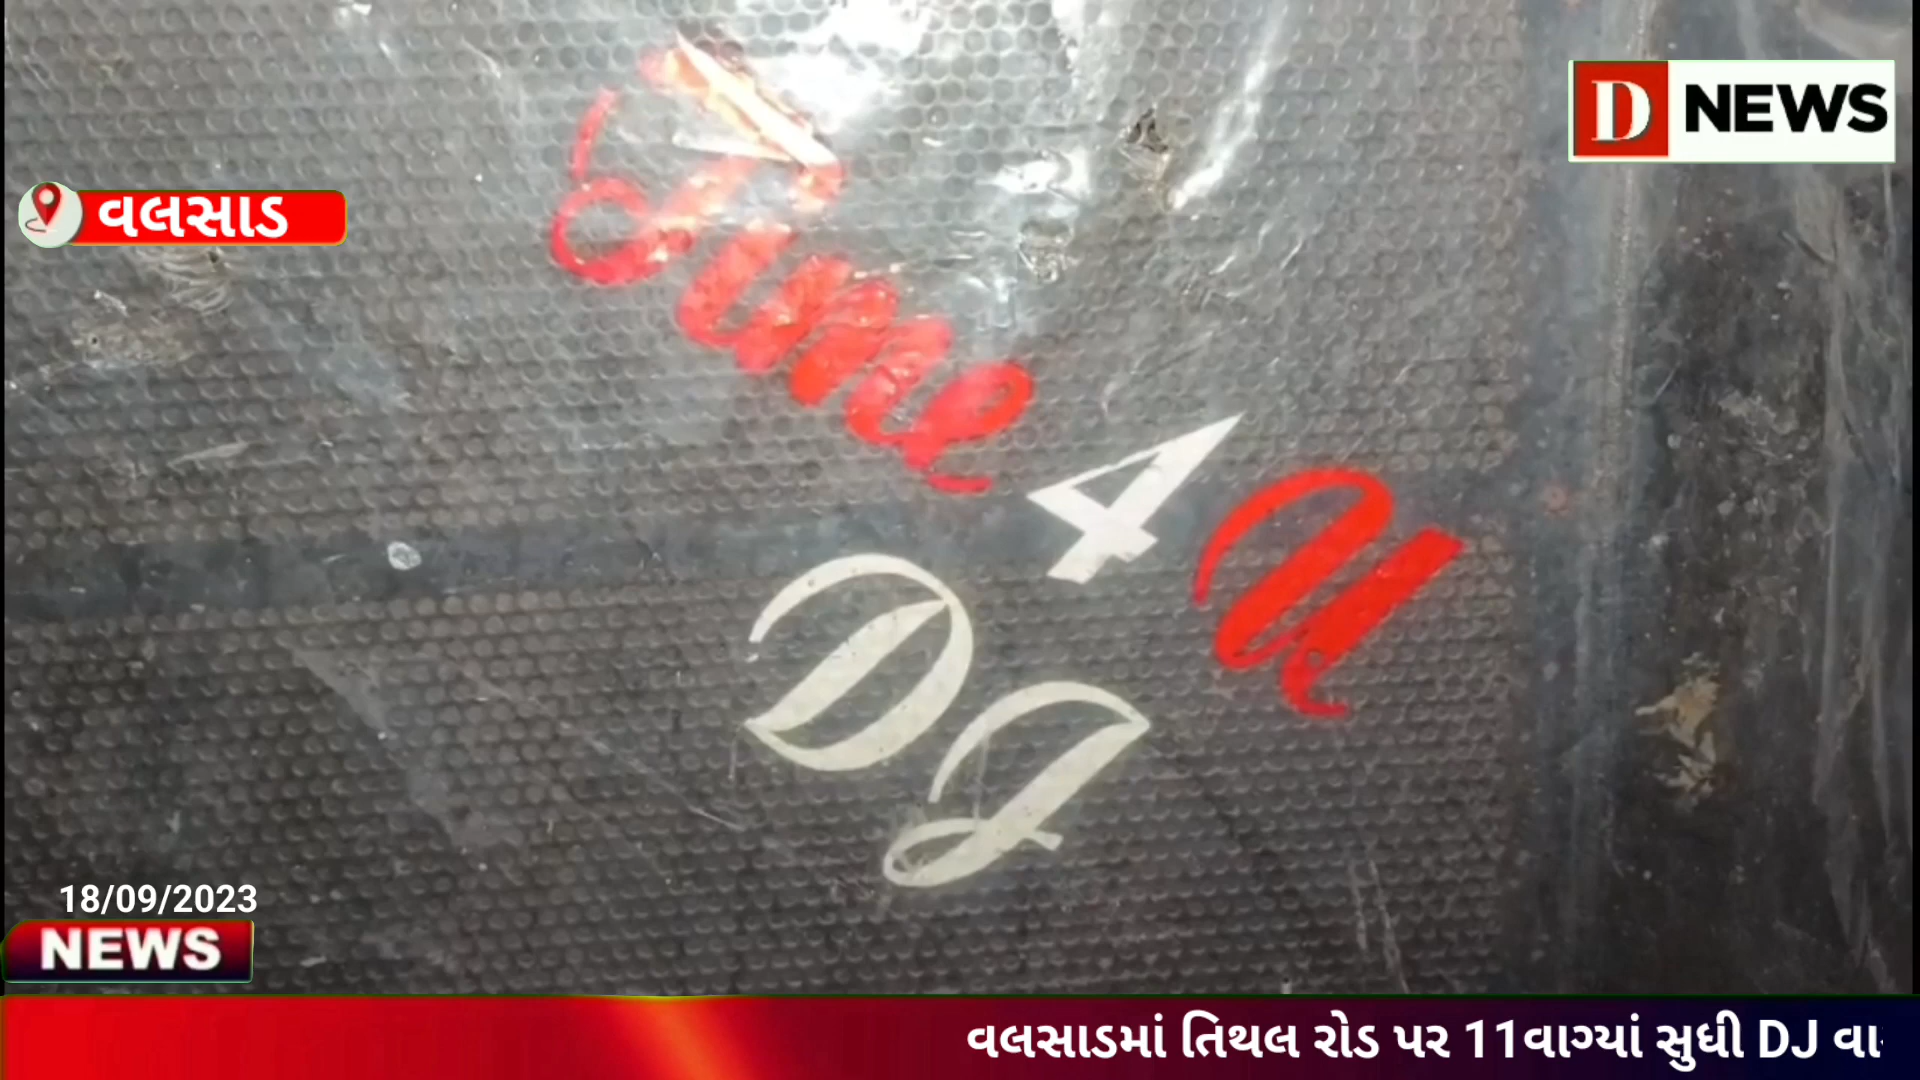 D NEWS
વલસાડ
Time 4 U
DJ
18/09/2023
NEWS
વલસાડમાં તિથલ રોડ પર 11વાગ્યાં સુધી DJ